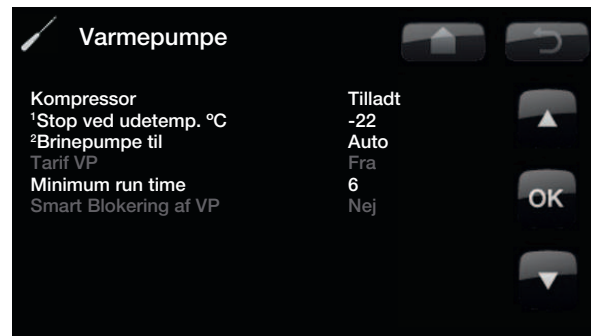 Varmepumpe
Kompressor Tilladt
¹Stop ved udetemp. ºC -22
²Brinepumpe til Auto
Tarif VP Fra
Minimum run time 6
Smart Blokering af VP Nej
OK